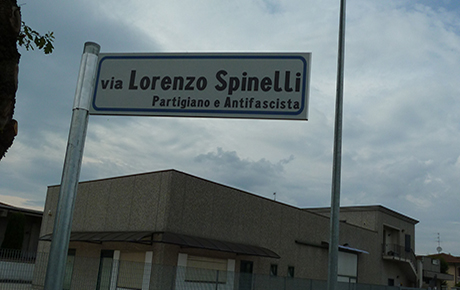 via Lorenzo Spinelli
Partigiano e Antifascista